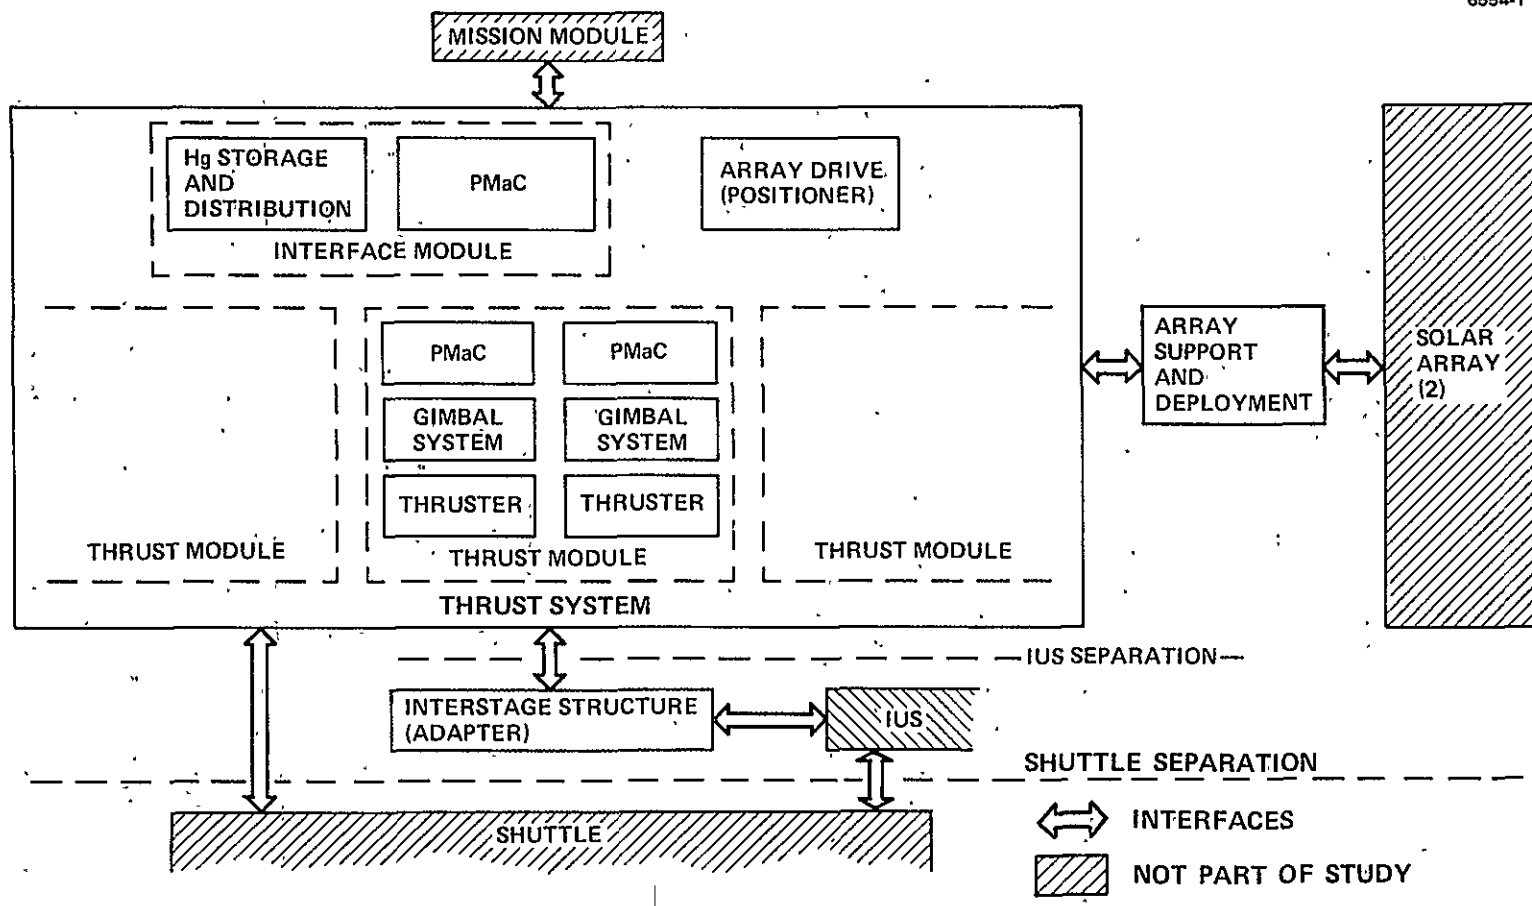 MISSION MODULE
Hg STORAGE
AND
DISTRIBUTION
PMaC
ARRAY DRIVE
(POSITIONER)
INTERFACE MODULE
PMaC
PMaC
GIMBAL
SYSTEM
GIMBAL
SYSTEM
THRUSTER
THRUSTER
THRUST MODULE
THRUST MODULE
THRUST MODULE
THRUST SYSTEM
ARRAY
SUPPORT
AND
DEPLOYMENT
SOLAR
ARRAY
(2)
IUS SEPARATION
INTERSTAGE STRUCTURE
(ADAPTER)
IUS
SHUTTLE SEPARATION
SHUTTLE
INTERFACES
NOT PART OF STUDY